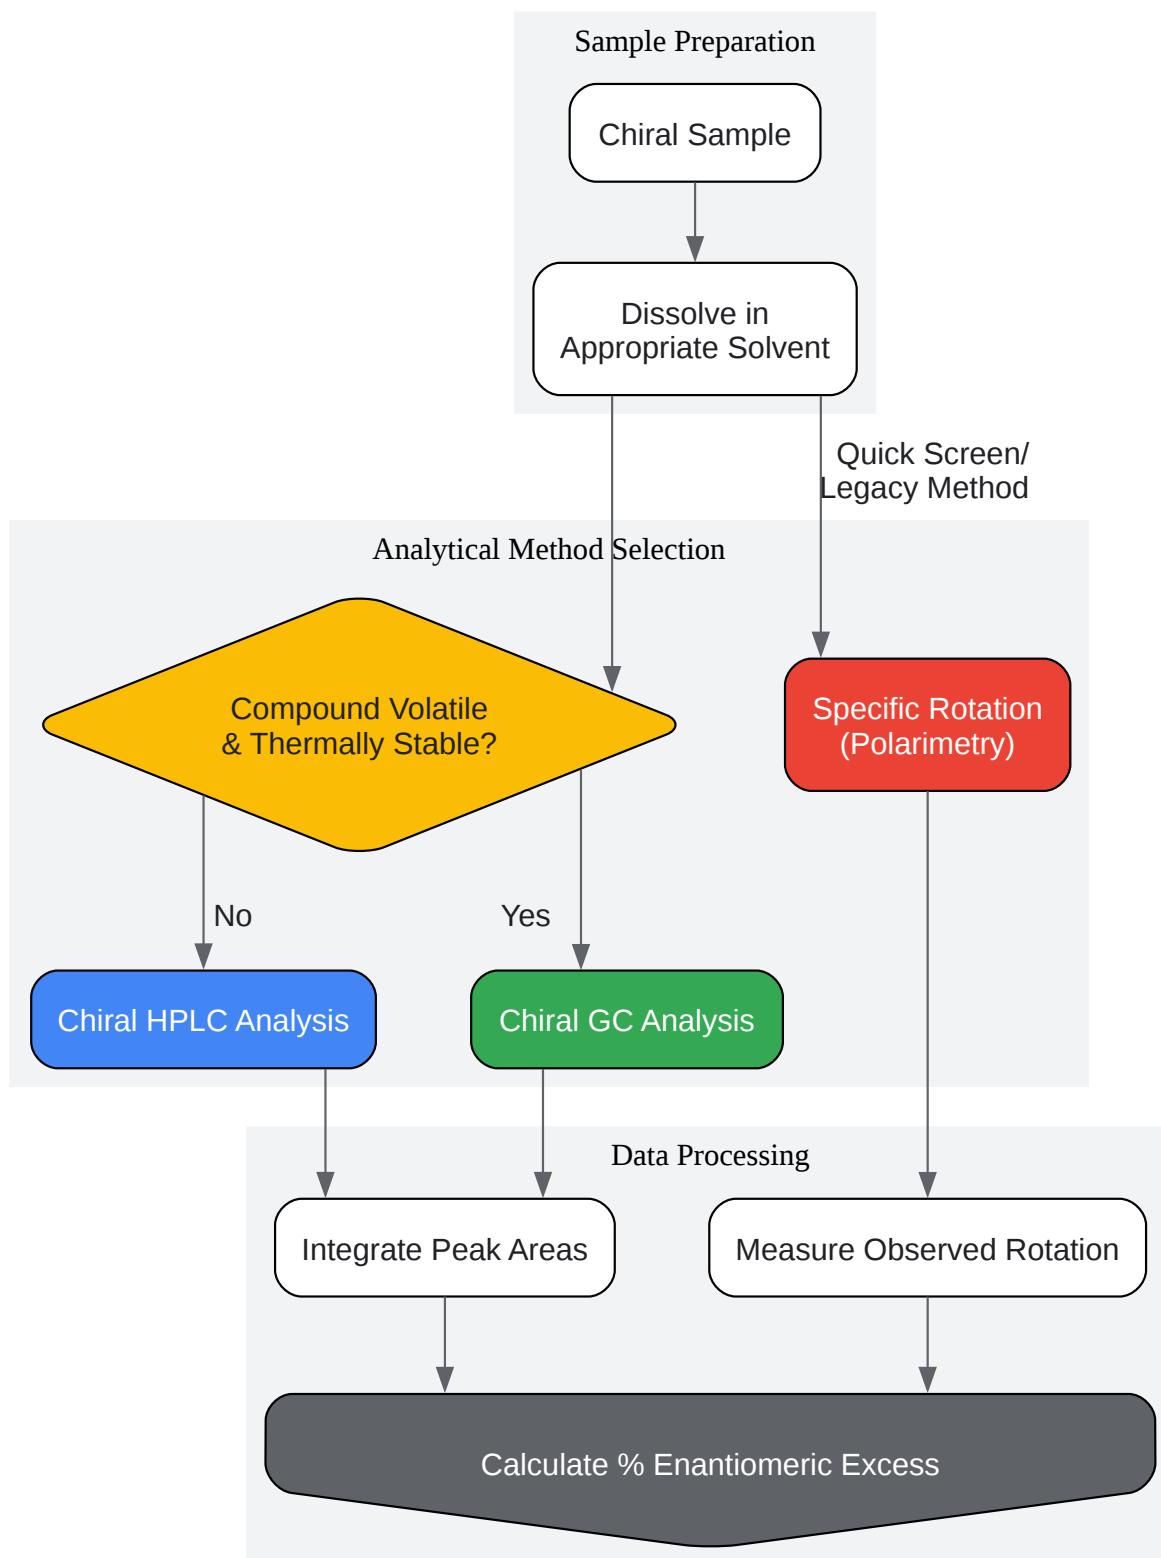 Sample Preparation
Chiral Sample
Dissolve in
Appropriate Solvent
Quick Screen/
Legacy Method
Analytical Method Selection
Compound Volatile
& Thermally Stable?
Specific Rotation
(Polarimetry)
No
Yes
Chiral HPLC Analysis
Chiral GC Analysis
Data Processing
Integrate Peak Areas
Measure Observed Rotation
Calculate % Enantiomeric Excess